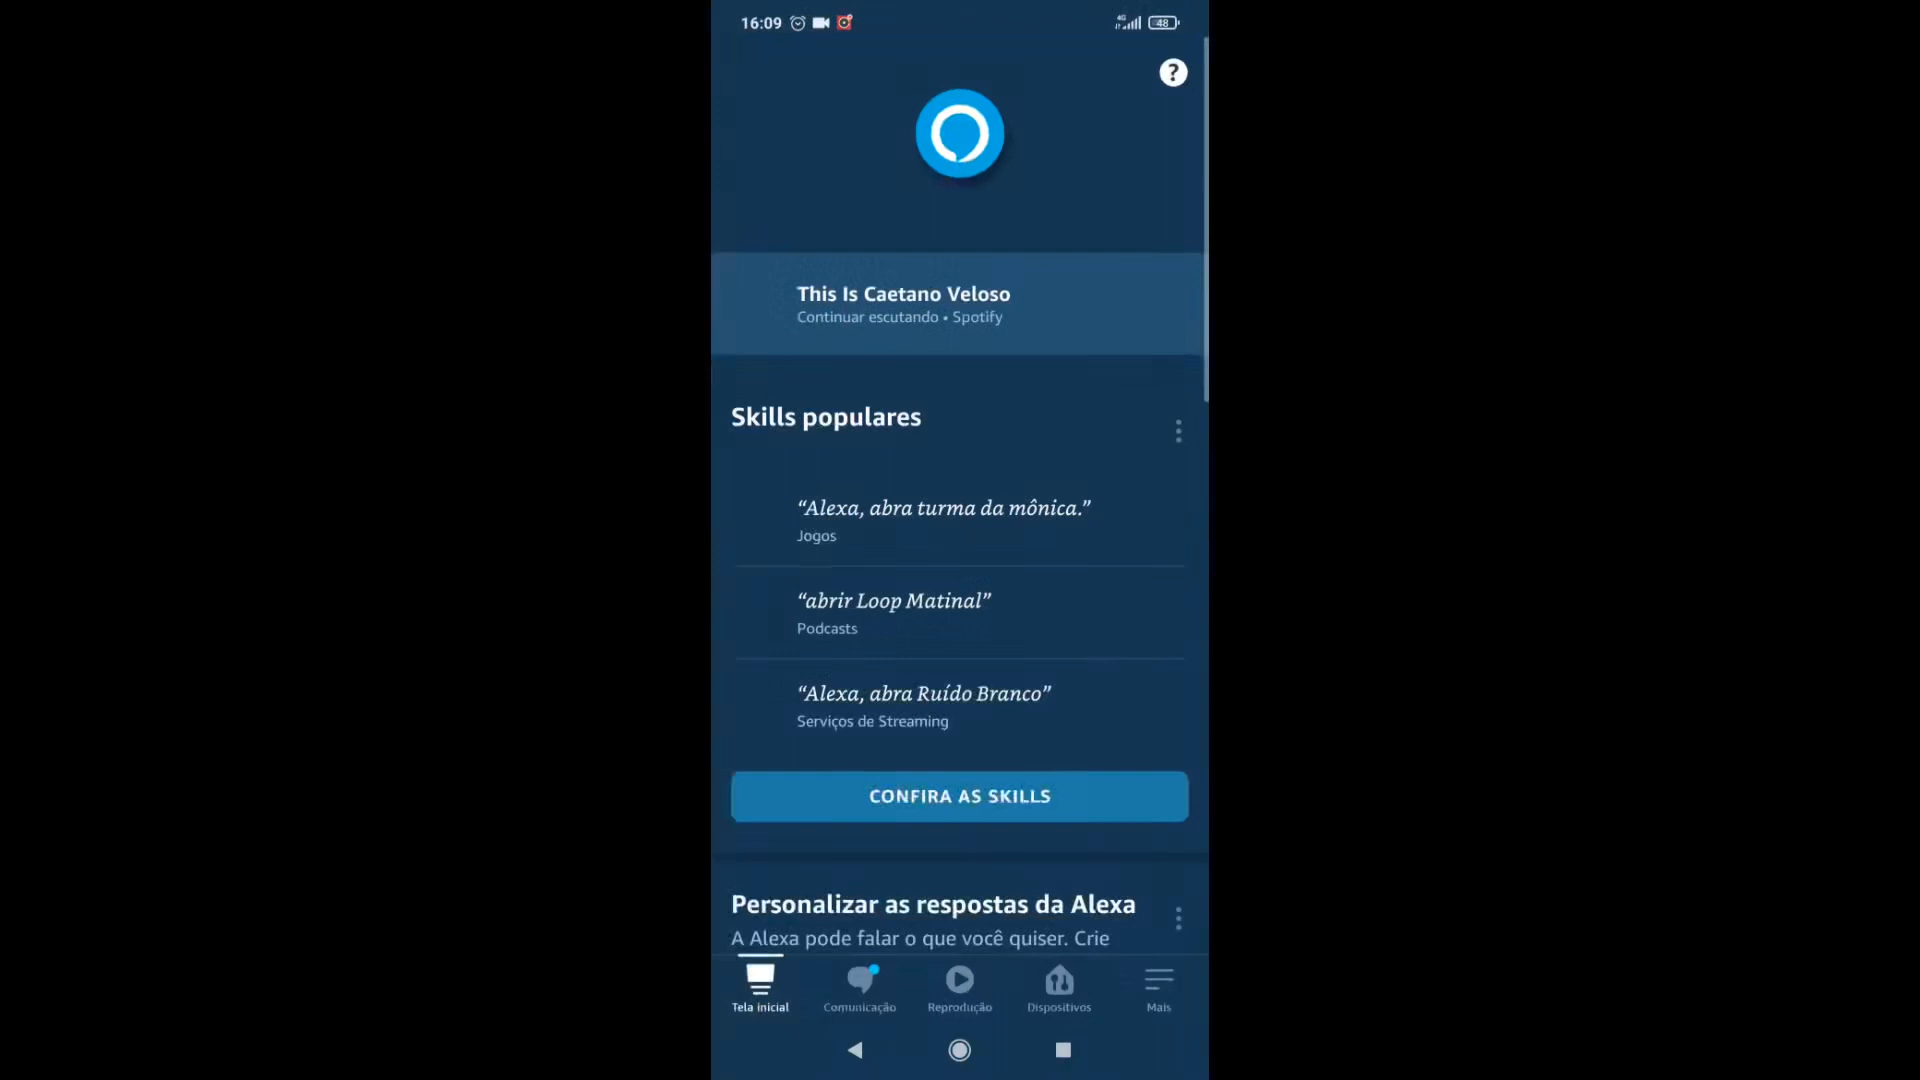 16:09
4G
48
?
This Is Caetano Veloso
Continuar escutando • Spotify
Skills populares
“Alexa, abra turma da mônica.”
Jogos
“abrir Loop Matinal”
Podcasts
“Alexa, abra Ruído Branco”
Serviços de Streaming
CONFIRA AS SKILLS
Personalizar as respostas da Alexa
A Alexa pode falar o que você quiser. Crie
Tela inicial
Comunicação
Reprodução
Dispositivos
Mais